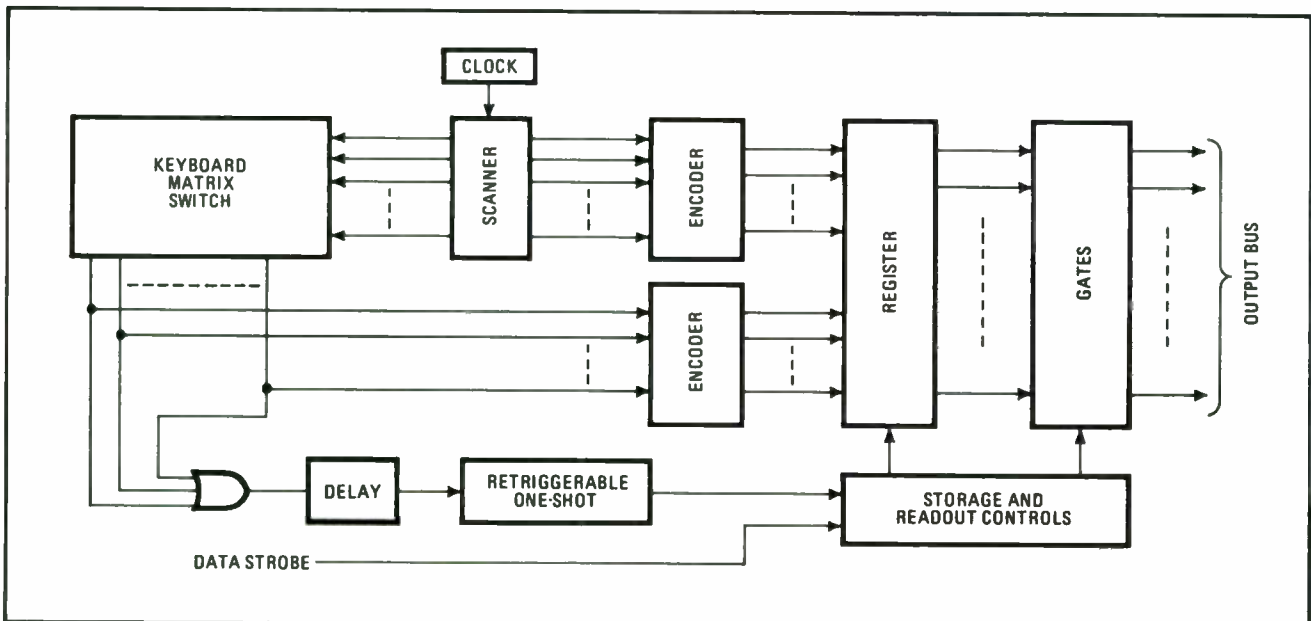 CLOCK
KEYBOARD
MATRIX
SWITCH
SCANNER
ENCODER
ENCODER
REGISTER
GATES
OUTPUT BUS
DELAY
RETRIGGERABLE
ONE-SHOT
STORAGE AND
READOUT CONTROLS
DATA STROBE